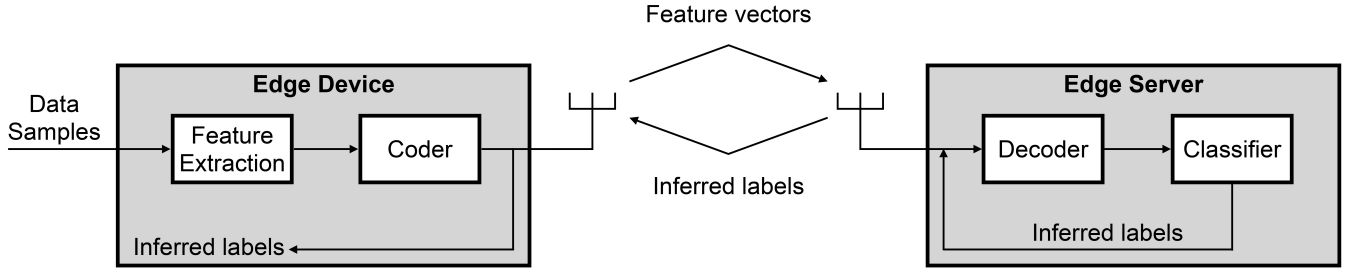 Feature vectors
Edge Device
Edge Server
Data
Samples
Feature
Extraction
Coder
Decoder
Classifier
Inferred labels
Inferred labels
Inferred labels